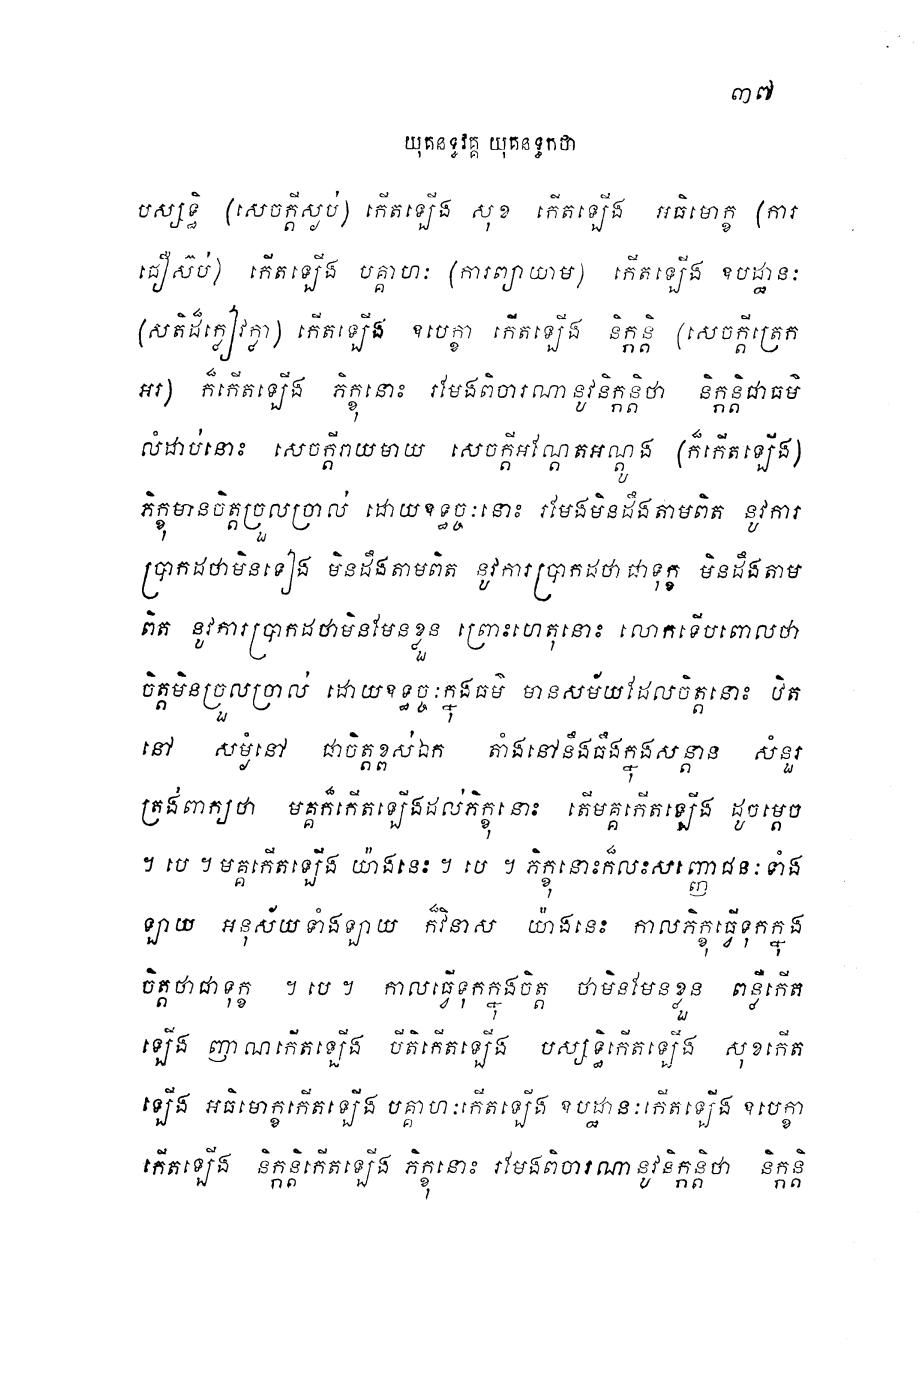 ៣៧
យុគនទ្ធវគ្គ យុគនទ្ធកថា
បស្សទ្ធិ (សេចក្តីស្ងប់) កើតឡើង សុខ កើតឡើង អធិមោក្ខ (ការ
ជឿស៊ប់) កើតឡើង បគ្គាហៈ (ការព្យាយាម) កើតឡើង ឧបដ្ឋានៈ
(សតិដ៏ក្លៀវក្លា) កើតឡើង ឧបេក្ខា កើតឡើង និក្កន្តិ (សេចក្តីត្រេក
អរ) ក៏កើតឡើង ភិក្ខុនោះ រមែងពិចារណានូវនិក្កន្តិថា និក្កន្តិជាធម៌
លំដាប់នោះ សេចក្តីរាយមាយ សេចក្តីអណ្តែតអណ្តូង (ក៏កើតឡើង)
ភិក្ខុមានចិត្តច្រួលច្រាល់ ដោយឧទ្ធច្ចៈនោះ រមែងមិនដឹងតាមពិត នូវការ
ប្រាកដថាមិនទៀង មិនដឹងតាមពិត នូវការប្រាកដថាជាទុក្ខ មិនដឹងតាម
ពិត នូវការប្រាកដថាមិនមែនខ្លួន ព្រោះហេតុនោះ លោកទើបពោលថា
ចិត្តមិនច្រួលច្រាល់ ដោយឧទ្ធច្ចៈក្នុងធម៌ មានសម័យដែលចិត្តនោះ ឋិត
នៅ សម្ងំនៅ ជាចិត្តខ្ពស់ឯក តាំងនៅនឹងធឹងក្នុងសន្តាន សំនួរ
ត្រង់ពាក្យថា មគ្គក៏កើតឡើងដល់ភិក្ខុនោះ តើមគ្គកើតឡើង ដូចម្តេច
។ បេ ។ មគ្គកើតឡើង យ៉ាងនេះ ។ បេ ។ ភិក្ខុនោះក៏លះសញ្ញោជនៈទាំង
ឡាយ អនុស័យទាំងឡាយ ក៏វិនាស យ៉ាងនេះ កាលភិក្ខុធ្វើទុកក្នុង
ចិត្តថាជាទុក្ខ ។ បេ ។ កាលធ្វើទុកក្នុងចិត្ត ថាមិនមែនខ្លួន ពន្លឺកើត
ឡើង ញាណកើតឡើង បីតិកើតឡើង បស្សទ្ធិកើតឡើង សុខកើត
ឡើង អធិមោក្ខកើតឡើង បគ្គាហៈកើតឡើង ឧបដ្ឋានៈកើតឡើង ឧបេក្ខា
កើតឡើង និក្កន្តិកើតឡើង ភិក្ខុនោះ រមែងពិចារណានូវនិក្កន្តិថា និក្កន្តិ